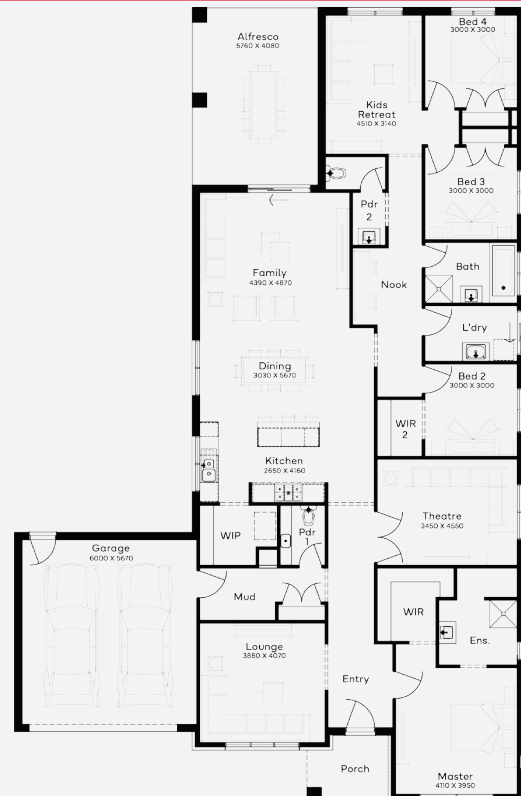 Alfresco
5760 X 4080
Bed 4
3000 X 3000
Kids
Retreat
4510 X 3140
Bed 3
3000 X 3000
Pdr
2
Family
4390 X 4870
Nook
Bath
L'dry
Dining
3030 X 5670
Bed 2
3000 X 3000
WIR
2
Kitchen
2650 X 4160
Theatre
3450 X 4550
WIP
Pdr
1
Garage
6000 X 5670
Mud
WIR
Ens.
Lounge
3880 X 4070
Entry
Porch
Master
4110 X 3950